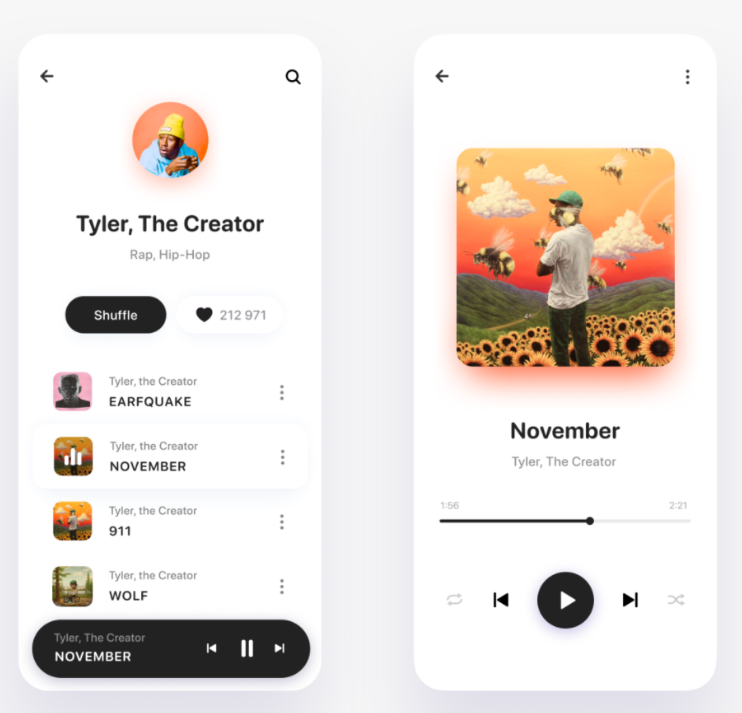 Tyler, The Creator
Rap, Hip-Hop
Shuffle
212 971
Tyler, the Creator
EARFQUAKE
Tyler, the Creator
NOVEMBER
Tyler, the Creator
911
Tyler, the Creator
WOLF
Tyler, The Creator
NOVEMBER
November
Tyler, The Creator
1:56
2:21